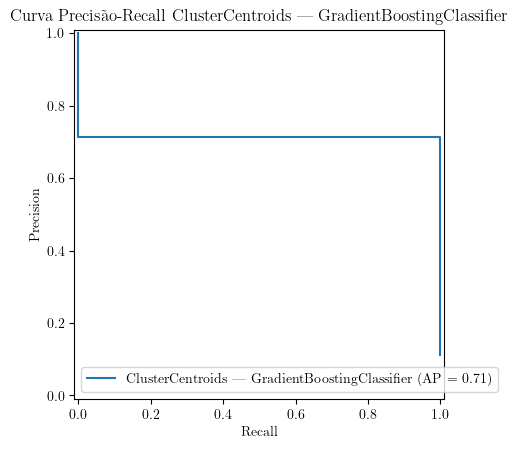 Curva Precisão-Recall ClusterCentroids — GradientBoostingClassifier
1.0
0.8
0.6
0.4
0.2
0.0
Precision
ClusterCentroids — GradientBoostingClassifier (AP = 0.71)
0.0 0.2 0.4 0.6 0.8 1.0
Recall